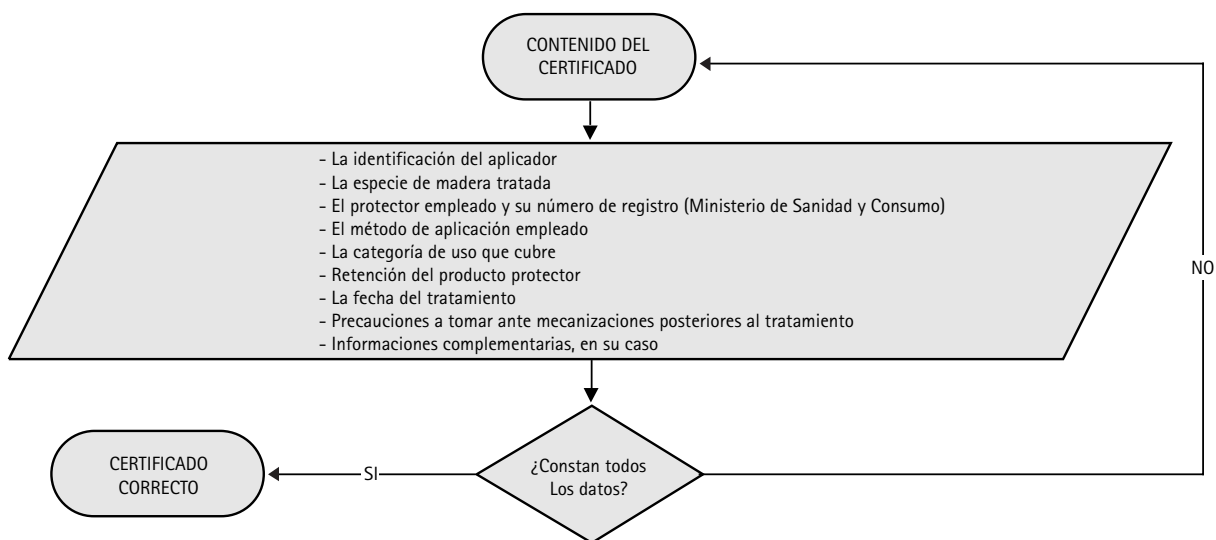 CONTENIDO DEL
CERTIFICADO
- La identificación del aplicador
- La especie de madera tratada
- El protector empleado y su número de registro (Ministerio de Sanidad y Consumo)
- El método de aplicación empleado
- La categoría de uso que cubre
- Retención del producto protector
- La fecha del tratamiento
- Precauciones a tomar ante mecanizaciones posteriores al tratamiento
- Informaciones complementarias, en su caso
NO
¿Constan todos
Los datos?
SI
CERTIFICADO
CORRECTO